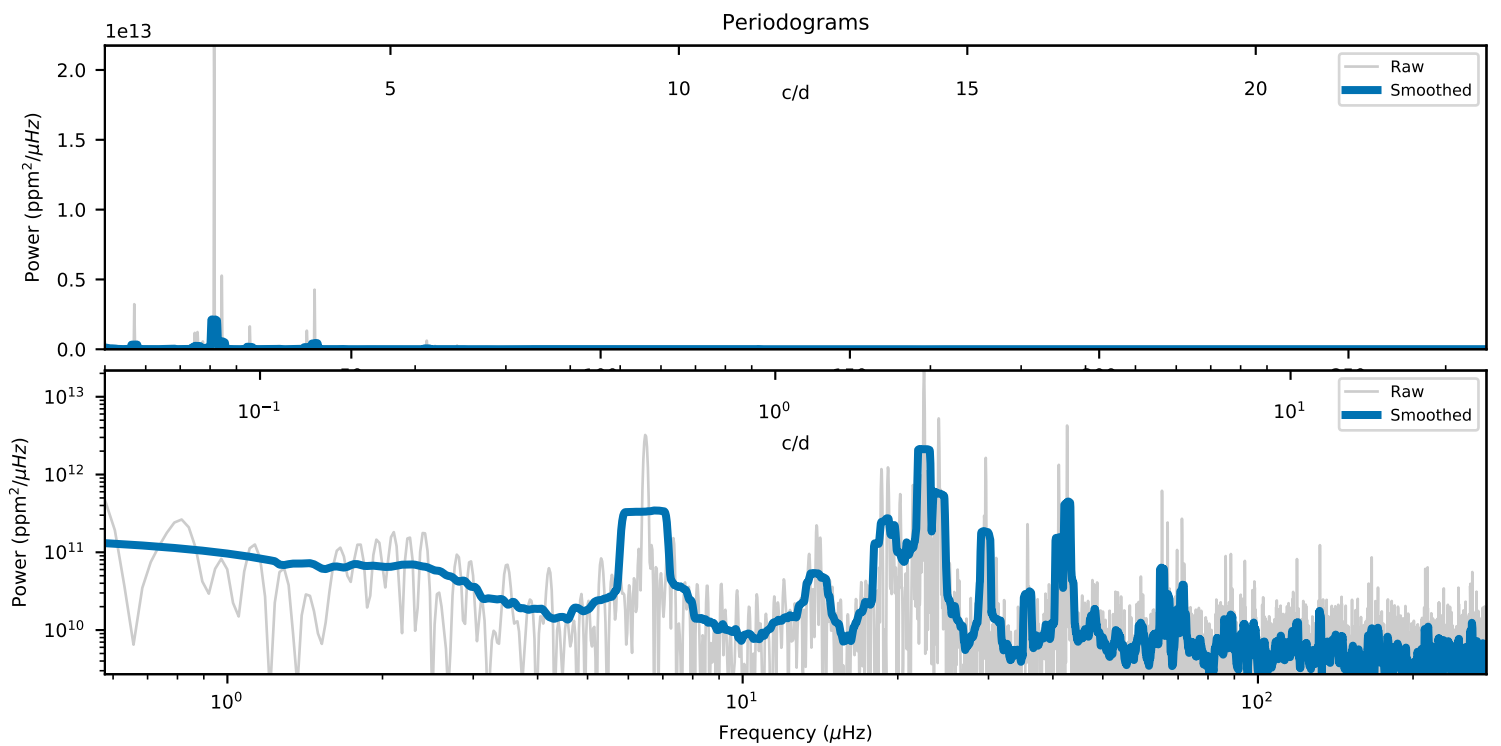 Periodograms
1e13
2.0
1.5
1.0
0.5
0.0
Power (ppm²/μHz)
5 10 15 20
c/d
Raw
Smoothed
10¹³
10¹²
10¹¹
10¹⁰
Power (ppm²/μHz)
10⁻¹ 10⁰ 10¹
c/d
Raw
Smoothed
10⁰ 10¹ 10²
Frequency (μHz)